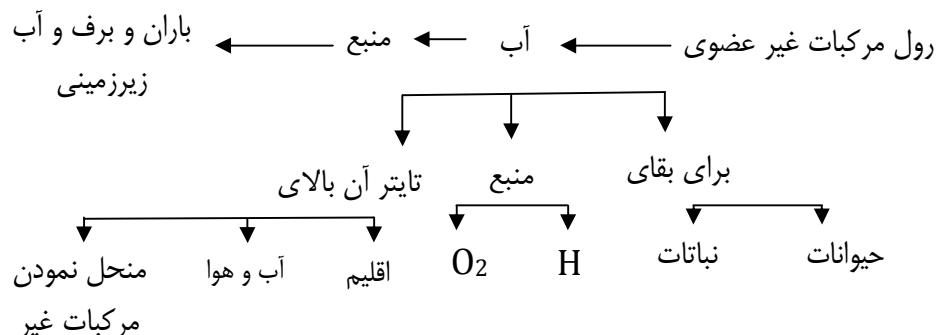 رول مرکبات غیر عضوی آب منبع باران و برف و آب
زیرزمینی
برای بقای منبع تایتر آن بالای
حیوانات نباتات H O₂ اقلیم آب و هوا منحل نمودن
مرکبات غیر